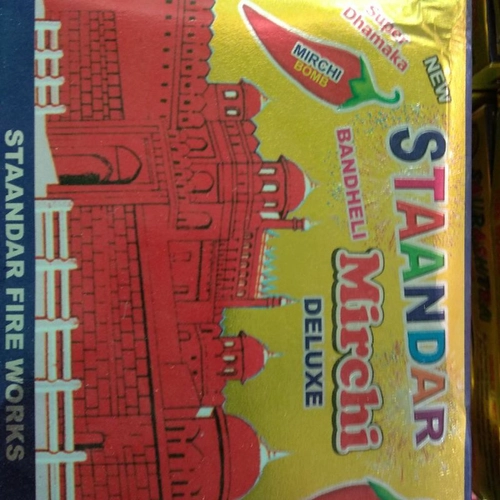 NEW
STAANDAR
Super
Dhamaka
MIRCHI
BOMB
BANDHELI
Mirchi
DELUXE
STAANDAR FIRE WORKS